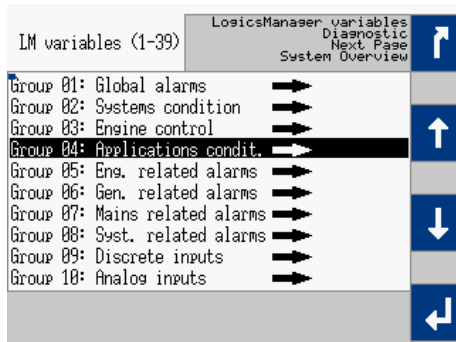 LogicsManager variables
Diagnostic
LM variables (1-39)
Next Page
System Overview
Group 01: Global alarms
Group 02: Systems condition
Group 03: Engine control
Group 04: Applications condit.
Group 05: Eng. related alarms
Group 06: Gen. related alarms
Group 07: Mains related alarms
Group 08: Syst. related alarms
Group 09: Discrete inputs
Group 10: Analog inputs